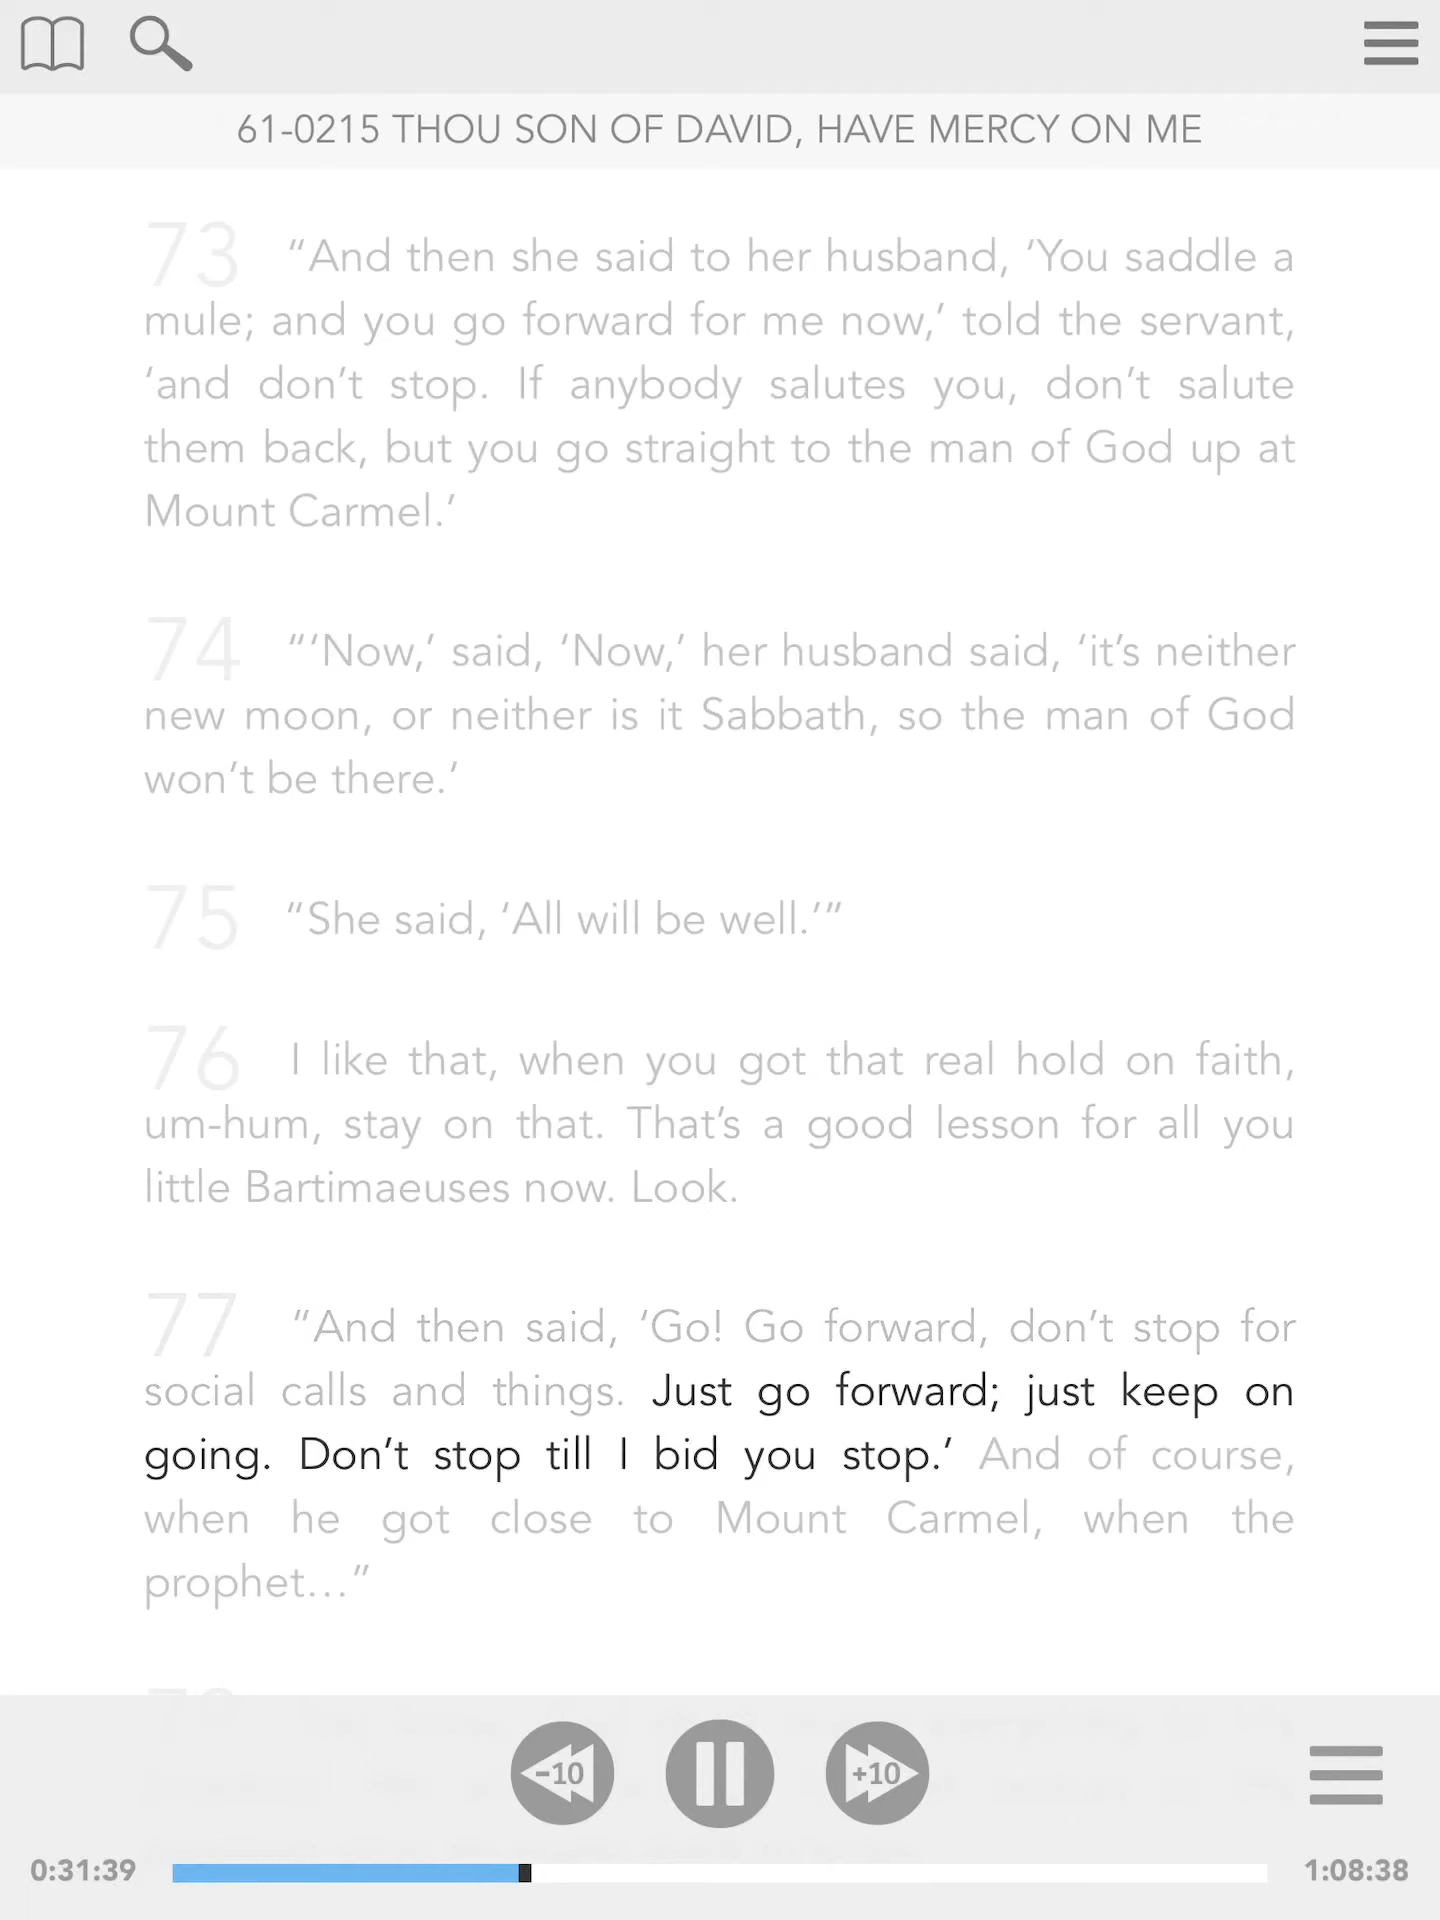 61-0215 THOU SON OF DAVID, HAVE MERCY ON ME
73 “And then she said to her husband, ‘You saddle a
mule; and you go forward for me now,’ told the servant,
‘and don’t stop. If anybody salutes you, don’t salute
them back, but you go straight to the man of God up at
Mount Carmel.’
74 “‘Now,’ said, ‘Now,’ her husband said, ‘it’s neither
new moon, or neither is it Sabbath, so the man of God
won’t be there.’
75 “She said, ‘All will be well.’”
76 I like that, when you got that real hold on faith,
um-hum, stay on that. That’s a good lesson for all you
little Bartimaeuses now. Look.
77 “And then said, ‘Go! Go forward, don’t stop for
social calls and things. Just go forward; just keep on
going. Don’t stop till I bid you stop.’ And of course,
when he got close to Mount Carmel, when the
prophet…”
-10 +10
0:31:39 1:08:38